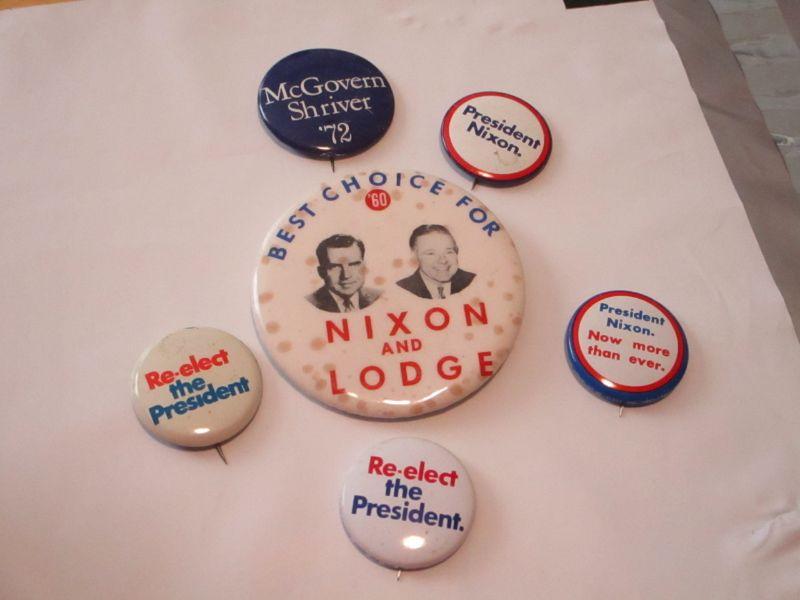 McGovern
Shriver
'72
President
Nixon.
BEST CHOICE FOR
'60
NIXON
AND
LODGE
President
Nixon.
Now more
than ever.
Re-elect
the
President
Re-elect
the
President.